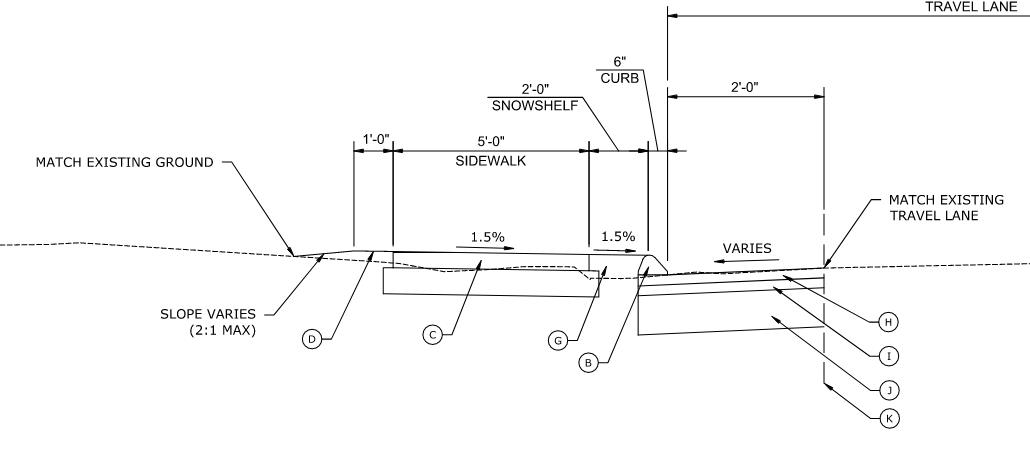 TRAVEL LANE
6"
CURB
2'-0"
SNOWSHELF
2'-0"
1'-0"
5'-0"
SIDEWALK
MATCH EXISTING GROUND
MATCH EXISTING
TRAVEL LANE
1.5%
1.5%
VARIES
SLOPE VARIES
(2:1 MAX)
D
C
G
B
H
I
J
K